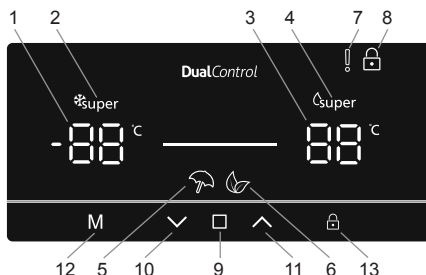 1 2 3 4 7 8
DualControl
super super
-88 °C 88 °C
M
12 5 10 9 11 6 13